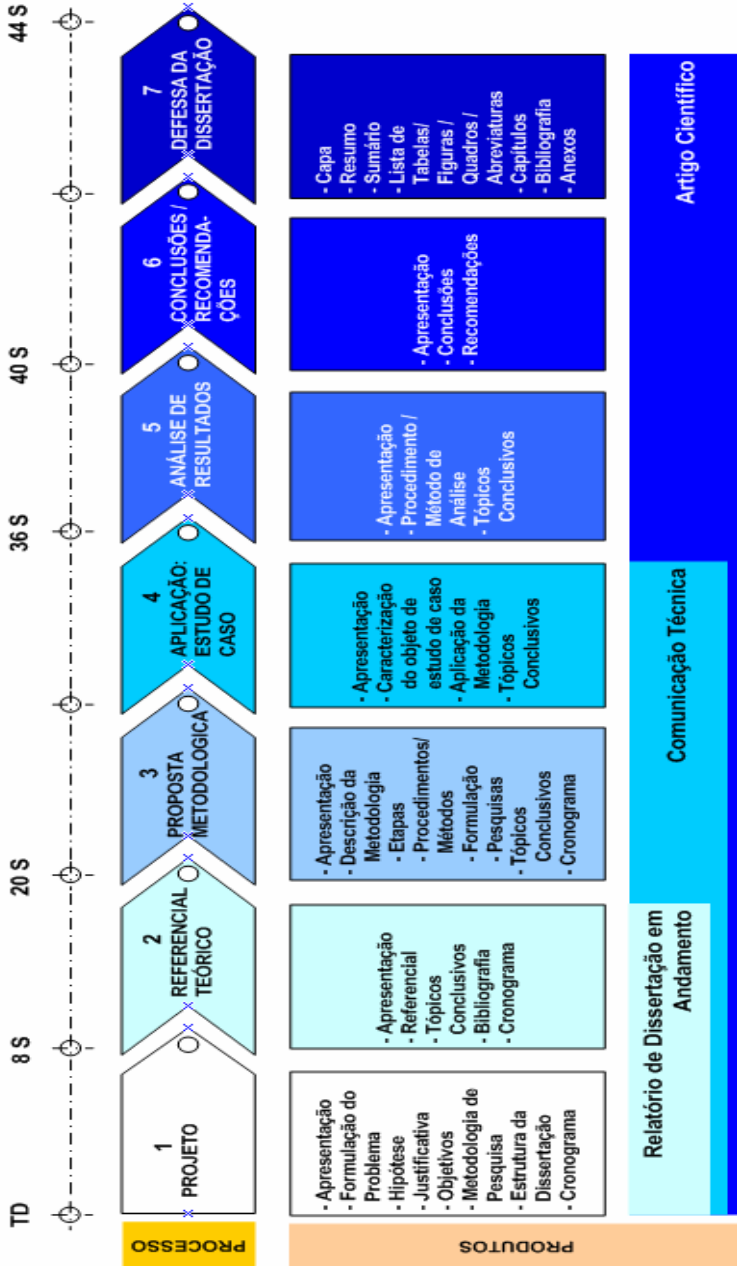 TD
8 S
20 S
36 S
40 S
44 S
PROCESSO
1
PROJETO
2
REFERENCIAL
TEÓRICO
3
PROPOSTA
METODOLOGICA
4
APLICAÇÃO:
ESTUDO DE
CASO
5
ANÁLISE DE
RESULTADOS
6
CONCLUSÕES /
RECOMENDA-
ÇÕES
7
DEFESSA DA
DISSERTAÇÃO
PRODUTOS
- Apresentação
- Formulação do
Problema
- Hipótese
- Justificativa
- Objetivos
- Metodologia de
Pesquisa
- Estrutura da
Dissertação
- Cronograma
- Apresentação
- Referencial
- Tópicos
Conclusivos
- Bibliografia
- Cronograma
- Apresentação
- Descrição da
Metodologia
- Etapas
- Procedimentos/
Métodos
- Formulação
- Pesquisas
- Tópicos
Conclusivos
- Cronograma
- Apresentação
- Caracterização
do objeto de
estudo de caso
- Aplicação da
Metodologia
- Tópicos
Conclusivos
- Apresentação
- Procedimento /
Método de
Análise
- Tópicos
Conclusivos
- Apresentação
- Conclusões
- Recomendações
- Capa
- Resumo
- Sumário
- Lista de
Tabelas/
Figuras /
Quadros /
Abreviaturas
- Capítulos
- Bibliografia
- Anexos
Relatório de Dissertação em
Andamento
Comunicação Técnica
Artigo Científico